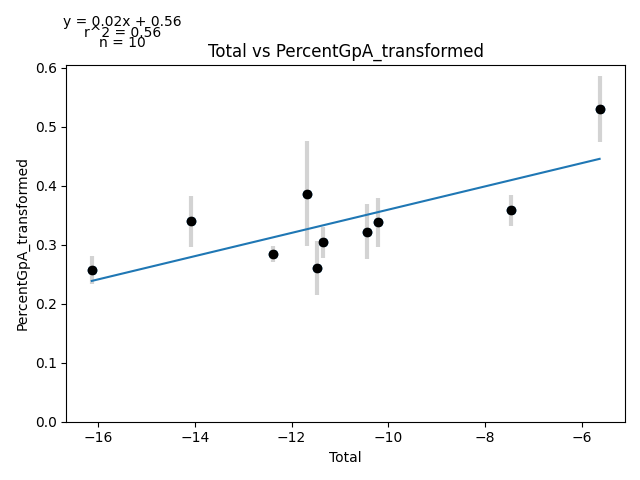 y = 0.02x + 0.56
r^2 = 0.56
n = 10
Total vs PercentGpA_transformed
PercentGpA_transformed
0.6
0.5
0.4
0.3
0.2
0.1
0.0
−16 −14 −12 −10 −8 −6
Total